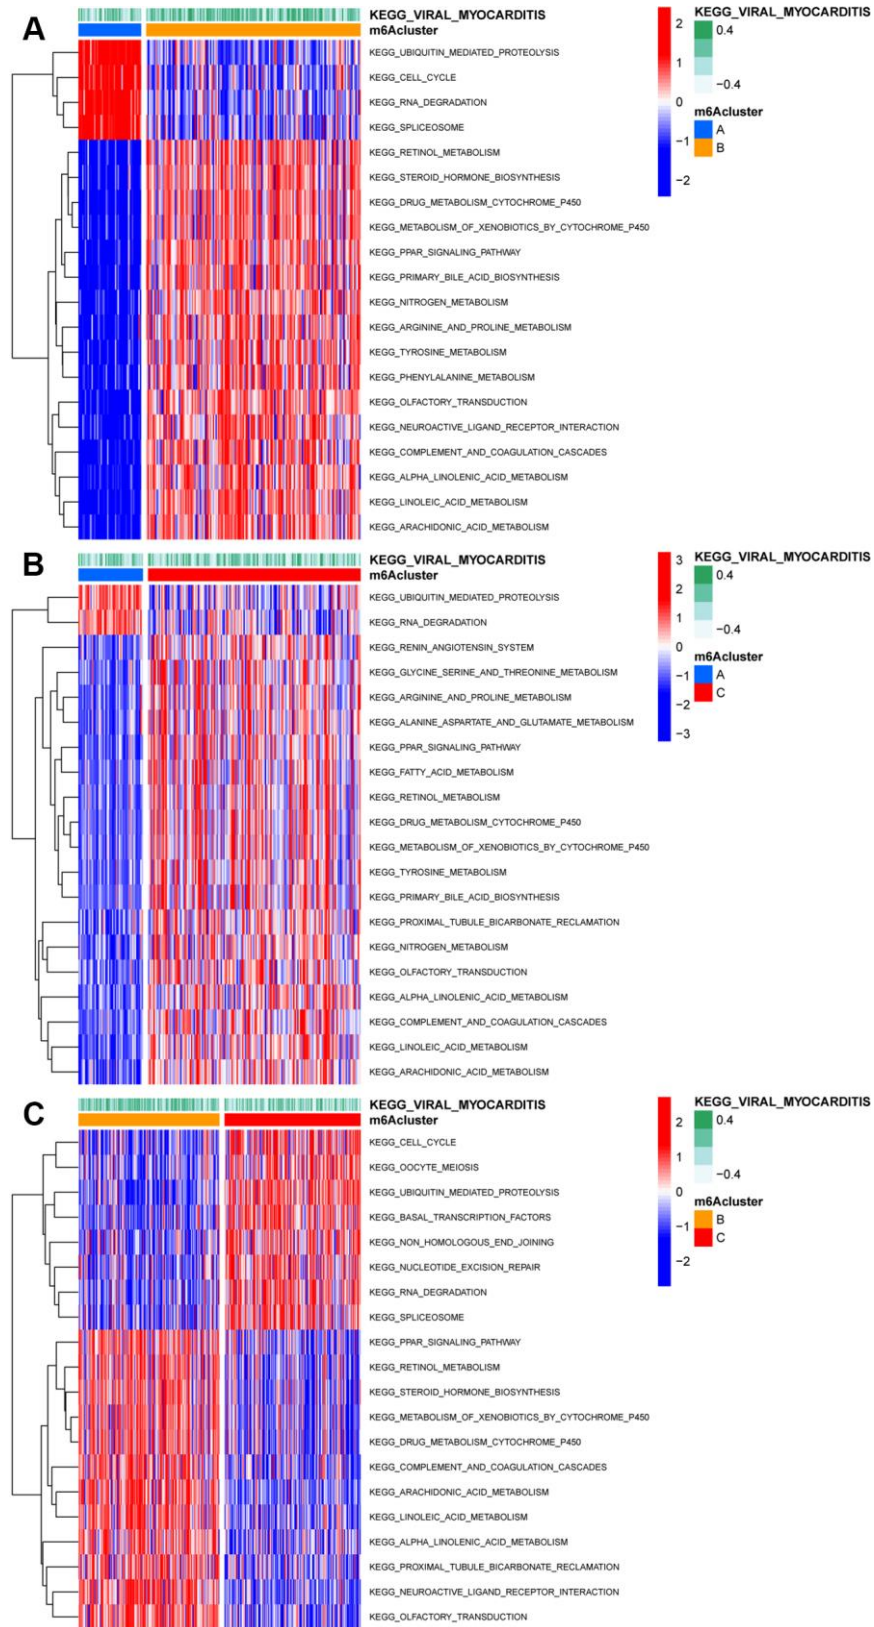 A
KEGG_VIRAL_MYOCARDITIS
m6Acluster
KEGG_UBIQUITIN_MEDIATED_PROTEOLYSIS
KEGG_CELL_CYCLE
KEGG_RNA_DEGRADATION
KEGG_SPLICEOSOME
KEGG_RETINOL_METABOLISM
KEGG_STEROID_HORMONE_BIOSYNTHESIS
KEGG_DRUG_METABOLISM_CYTOCHROME_P450
KEGG_METABOLISM_OF_XENOBIOTICS_BY_CYTOCHROME_P450
KEGG_PPAR_SIGNALING_PATHWAY
KEGG_PRIMARY_BILE_ACID_BIOSYNTHESIS
KEGG_NITROGEN_METABOLISM
KEGG_ARGININE_AND_PROLINE_METABOLISM
KEGG_TYROSINE_METABOLISM
KEGG_PHENYLALANINE_METABOLISM
KEGG_OLFACTORY_TRANSDUCTION
KEGG_NEUROACTIVE_LIGAND_RECEPTOR_INTERACTION
KEGG_COMPLEMENT_AND_COAGULATION_CASCADES
KEGG_ALPHA_LINOLENIC_ACID_METABOLISM
KEGG_LINOLEIC_ACID_METABOLISM
KEGG_ARACHIDONIC_ACID_METABOLISM
2
1
0
−1
−2
KEGG_VIRAL_MYOCARDITIS
0.4
−0.4
m6Acluster
A
B
B
KEGG_VIRAL_MYOCARDITIS
m6Acluster
KEGG_UBIQUITIN_MEDIATED_PROTEOLYSIS
KEGG_RNA_DEGRADATION
KEGG_RENIN_ANGIOTENSIN_SYSTEM
KEGG_GLYCINE_SERINE_AND_THREONINE_METABOLISM
KEGG_ARGININE_AND_PROLINE_METABOLISM
KEGG_ALANINE_ASPARTATE_AND_GLUTAMATE_METABOLISM
KEGG_PPAR_SIGNALING_PATHWAY
KEGG_FATTY_ACID_METABOLISM
KEGG_RETINOL_METABOLISM
KEGG_DRUG_METABOLISM_CYTOCHROME_P450
KEGG_METABOLISM_OF_XENOBIOTICS_BY_CYTOCHROME_P450
KEGG_TYROSINE_METABOLISM
KEGG_PRIMARY_BILE_ACID_BIOSYNTHESIS
KEGG_PROXIMAL_TUBULE_BICARBONATE_RECLAMATION
KEGG_NITROGEN_METABOLISM
KEGG_OLFACTORY_TRANSDUCTION
KEGG_ALPHA_LINOLENIC_ACID_METABOLISM
KEGG_COMPLEMENT_AND_COAGULATION_CASCADES
KEGG_LINOLEIC_ACID_METABOLISM
KEGG_ARACHIDONIC_ACID_METABOLISM
3
2
1
0
−1
−2
−3
KEGG_VIRAL_MYOCARDITIS
0.4
−0.4
m6Acluster
A
C
C
KEGG_VIRAL_MYOCARDITIS
m6Acluster
KEGG_CELL_CYCLE
KEGG_OOCYTE_MEIOSIS
KEGG_UBIQUITIN_MEDIATED_PROTEOLYSIS
KEGG_BASAL_TRANSCRIPTION_FACTORS
KEGG_NON_HOMOLOGOUS_END_JOINING
KEGG_NUCLEOTIDE_EXCISION_REPAIR
KEGG_RNA_DEGRADATION
KEGG_SPLICEOSOME
KEGG_PPAR_SIGNALING_PATHWAY
KEGG_RETINOL_METABOLISM
KEGG_STEROID_HORMONE_BIOSYNTHESIS
KEGG_METABOLISM_OF_XENOBIOTICS_BY_CYTOCHROME_P450
KEGG_DRUG_METABOLISM_CYTOCHROME_P450
KEGG_COMPLEMENT_AND_COAGULATION_CASCADES
KEGG_ARACHIDONIC_ACID_METABOLISM
KEGG_LINOLEIC_ACID_METABOLISM
KEGG_ALPHA_LINOLENIC_ACID_METABOLISM
KEGG_PROXIMAL_TUBULE_BICARBONATE_RECLAMATION
KEGG_NEUROACTIVE_LIGAND_RECEPTOR_INTERACTION
KEGG_OLFACTORY_TRANSDUCTION
2
1
0
−1
−2
KEGG_VIRAL_MYOCARDITIS
0.4
−0.4
m6Acluster
B
C